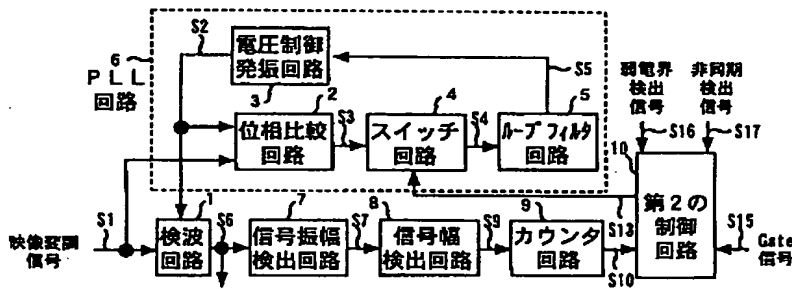 6
PLL
回路
S2
電圧制御
発振回路
3
S5
2
位相比較
回路
S3
4
スイッチ
回路
S4
5
ループフィルタ
回路
弱電界
検出
信号
S16
非同期
検出
信号
S17
10
第2の
制御
回路
S13
S15
Gate
信号
映像変調
信号
S1
1
検波
回路
S6
7
信号振幅
検出回路
S7
8
信号幅
検出回路
S9
9
カウンタ
回路
S10